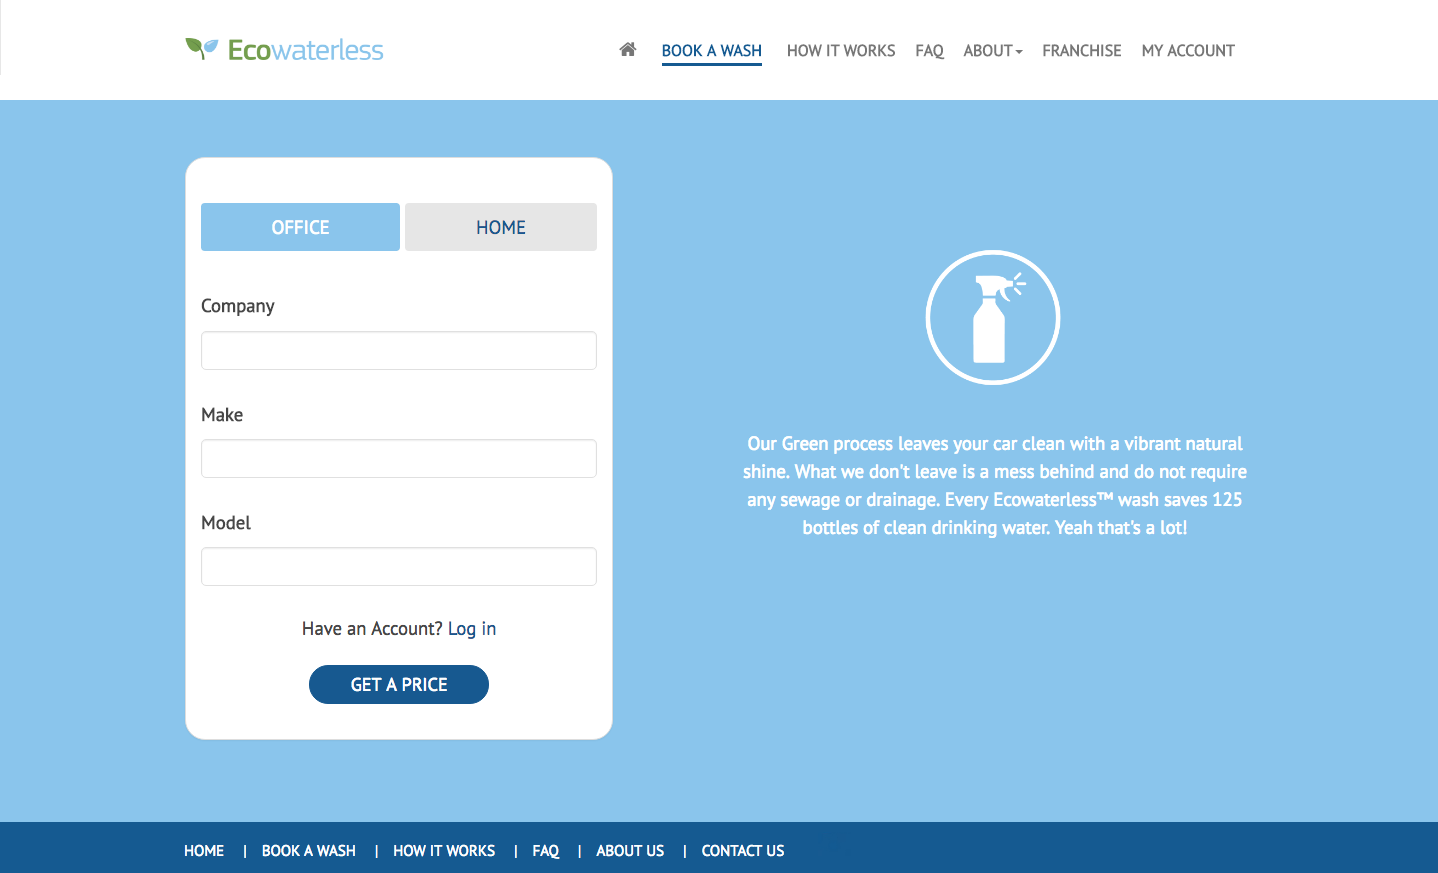 Ecowaterless
BOOK A WASH HOW IT WORKS FAQ ABOUT FRANCHISE MY ACCOUNT
OFFICE HOME
Company
Make
Model
Have an Account? Log in
GET A PRICE
Our Green process leaves your car clean with a vibrant natural
shine. What we don't leave is a mess behind and do not require
any sewage or drainage. Every Ecowaterless™ wash saves 125
bottles of clean drinking water. Yeah that's a lot!
HOME | BOOK A WASH | HOW IT WORKS | FAQ | ABOUT US | CONTACT US